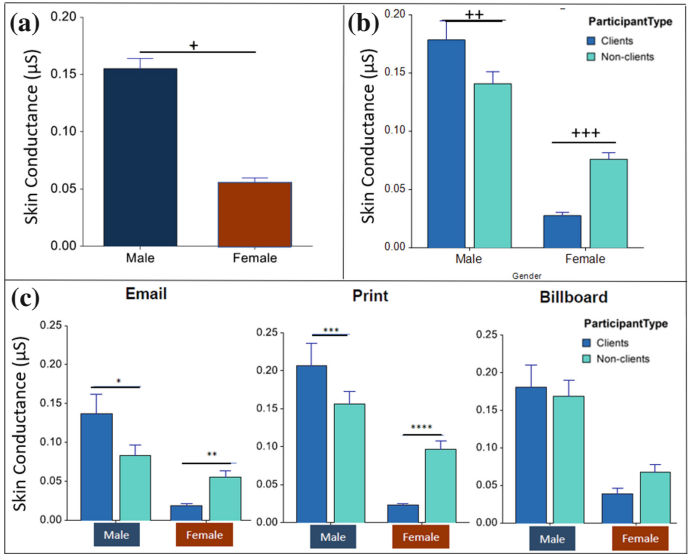 (a)
Skin Conductance (µS)
0.20
0.15
0.10
0.05
0.00
+
Male
Female
(b)
Skin Conductance (µS)
0.20
0.15
0.10
0.05
0.00
++
+++
ParticipantType
Clients
Non-clients
Male
Female
Gender
(c)
Email
Skin Conductance (µS)
0.25
0.20
0.15
0.10
0.05
0.00
*
**
Male
Female
Print
0.25
0.20
0.15
0.10
0.05
0.00
***
****
Male
Female
Billboard
0.25
0.20
0.15
0.10
0.05
0.00
ParticipantType
Clients
Non-clients
Male
Female